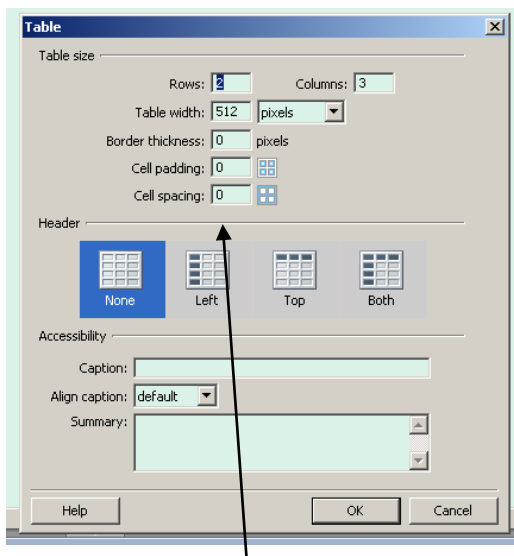 Table
Table size
Rows: 2 Columns: 3
Table width: 512 pixels
Border thickness: 0 pixels
Cell padding: 0
Cell spacing: 0
Header
None Left Top Both
Accessibility
Caption:
Align caption: default
Summary:
Help OK Cancel